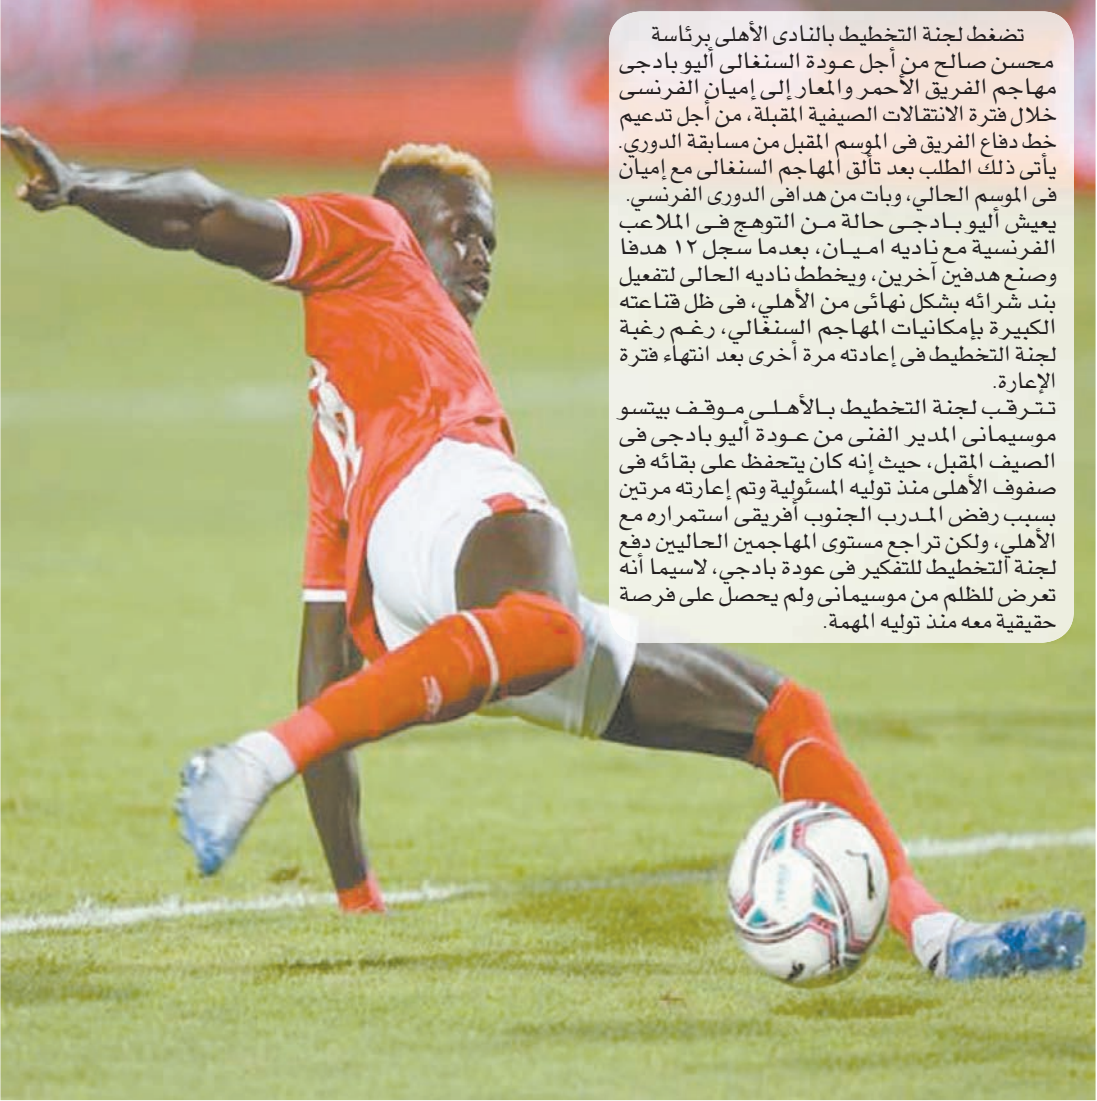 تضغط لجنة التخطيط بالنادى الأهلى برئاسة
محسن صالح من أجل عودة السنغالى أليو بادجى
مهاجم الفريق الأحمر والمعار إلى إميان الفرنسى
خلال فترة الانتقالات الصيفية المقبلة، من أجل تدعيم
خط دفاع الفريق فى الموسم المقبل من مسابقة الدوري.
يأتى ذلك الطلب بعد تألق المهاجم السنغالى مع إميان
فى الموسم الحالي، وبات من هدافى الدورى الفرنسي.
يعيش أليو بادجى حالة من التوهج فى الملاعب
الفرنسية مع ناديه اميان، بعدما سجل ١٢ هدفا
وصنع هدفين آخرين، ويخطط ناديه الحالى لتفعيل
بند شرائه بشكل نهائى من الأهلي، فى ظل قناعته
الكبيرة بإمكانيات المهاجم السنغالي، رغم رغبة
لجنة التخطيط فى إعادته مرة أخرى بعد انتهاء فترة
الإعارة.
تترقب لجنة التخطيط بالأهلى موقف بيتسو
موسيمانى المدير الفنى من عودة أليو بادجى فى
الصيف المقبل، حيث إنه كان يتحفظ على بقائه فى
صفوف الأهلى منذ توليه المسئولية وتم إعارته مرتين
بسبب رفض المدرب الجنوب أفريقى استمراره مع
الأهلي، ولكن تراجع مستوى المهاجمين الحاليين دفع
لجنة التخطيط للتفكير فى عودة بادجي، لاسيما أنه
تعرض للظلم من موسيمانى ولم يحصل على فرصة
حقيقية معه منذ توليه المهمة.